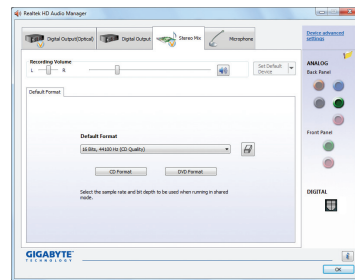 Realtek HD Audio Manager
Digital Output(Optical)
Digital Output
Stereo Mix
Microphone
Device advanced
settings
Recording Volume
L
R
Set Default
Device
ANALOG
Back Panel
Default Format
Default Format
16 Bits, 44100 Hz (CD Quality)
CD Format
DVD Format
Select the sample rate and bit depth to be used when running in shared
mode.
Front Panel
DIGITAL
GIGABYTE
TECHNOLOGY
i
OK